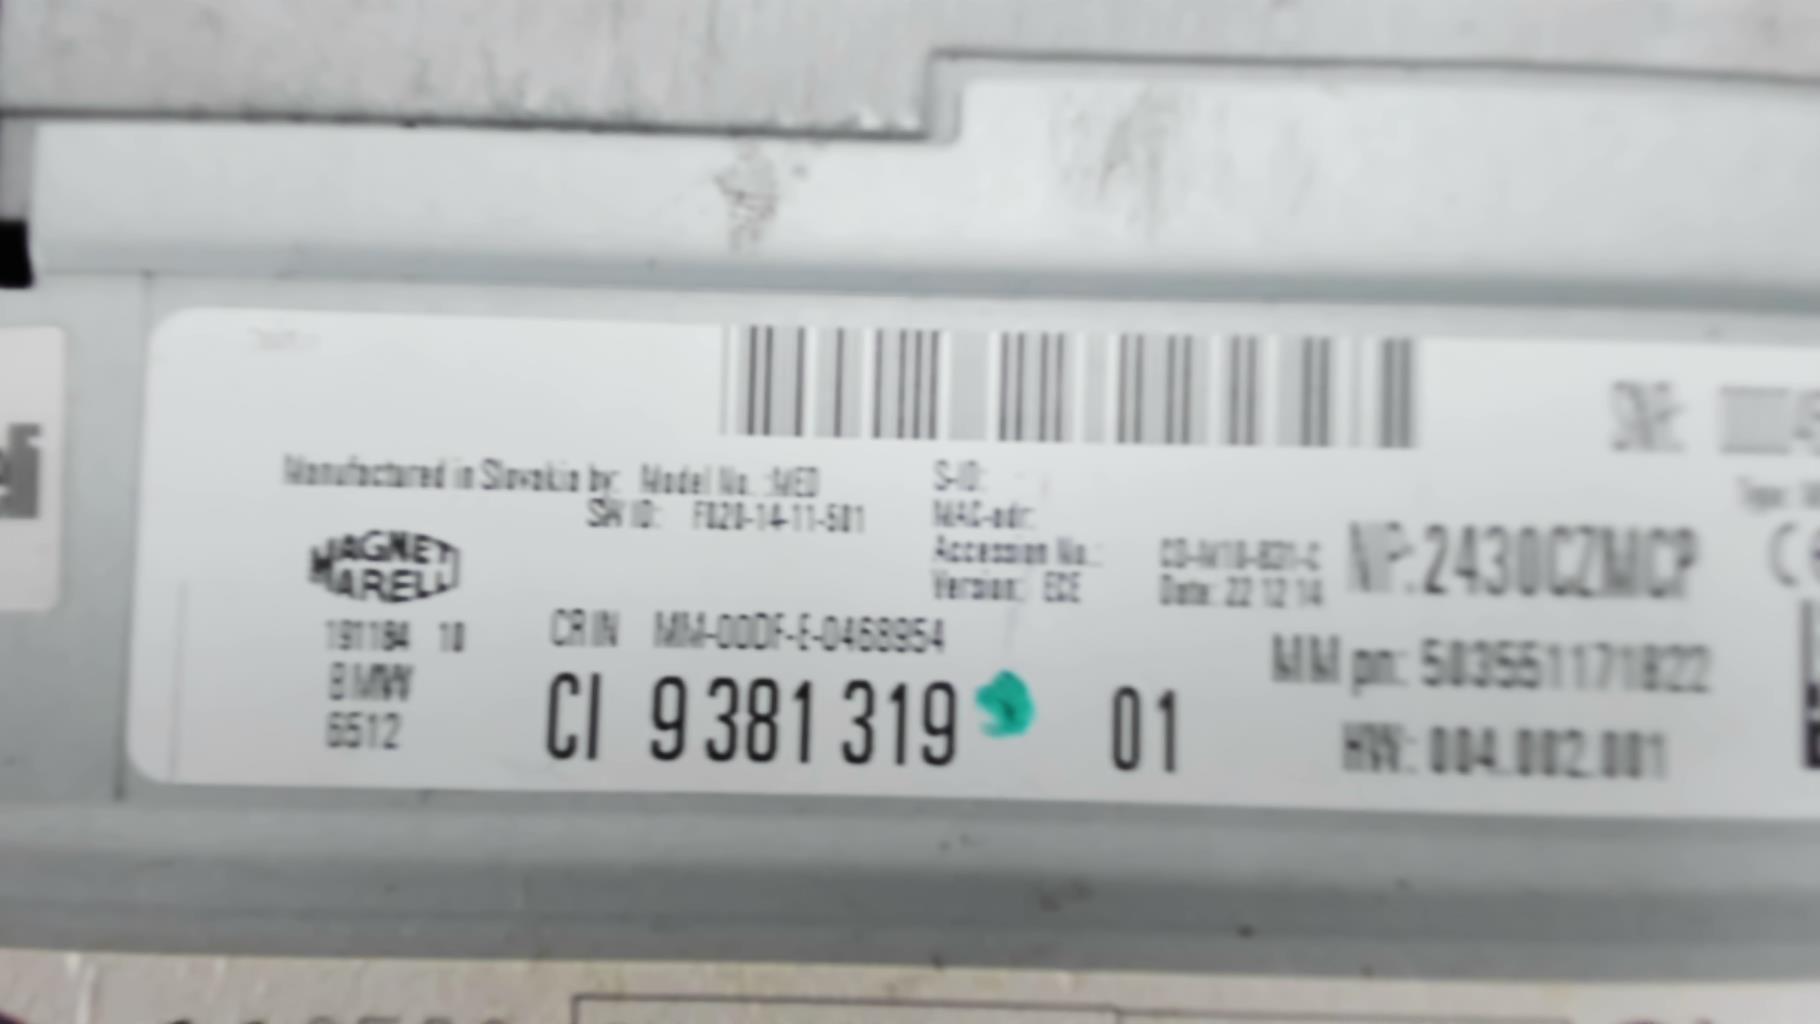 Manufactured in Slovakia by: Model No. :MED
SW ID: F020-14-11-501
S-ID:
MAC-adr:
Accession No.:
Version: ECE Date: 22 12 14
MAGNETI
MARELLI
191184 10
BMW
6512
CRIN MM-00DF-E-0468954
CI 9 381 319 01
NP:2430CZMCP
MM pn: 503551171822
HW: 004.002.001